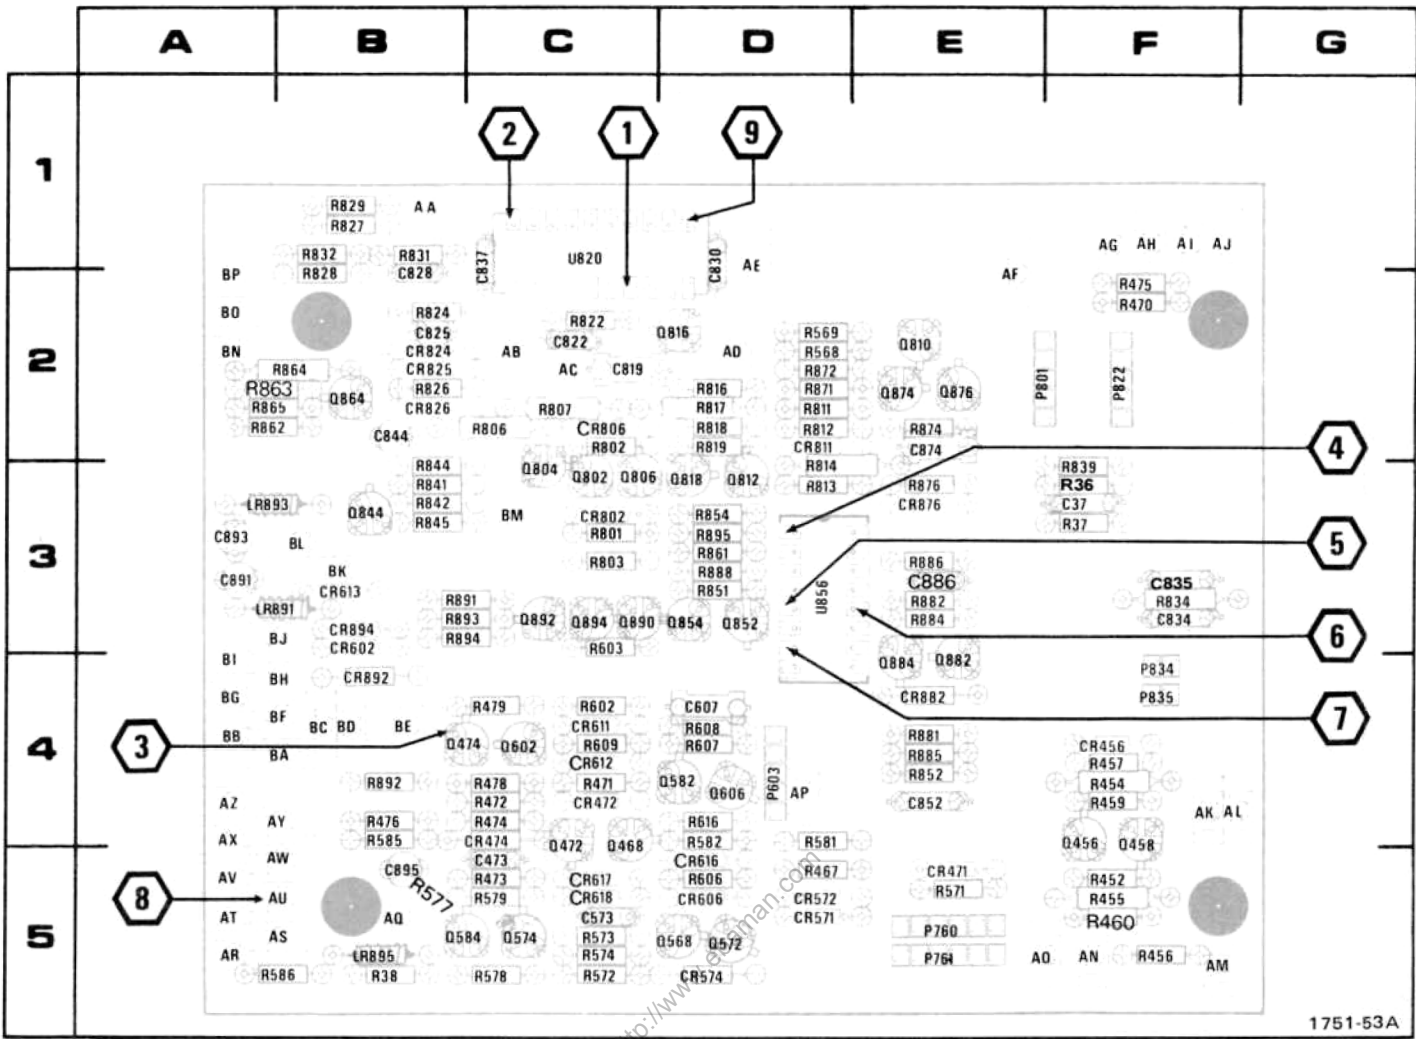 A B C D E F G
2 1 9
1
R829 AA
R827
AG AH AI AJ
R832 R831 C837 U820 C830 AE
BP R828 C828 AF
R475
R470
BO R824 R822 Q816 R569
C825 C822 Q810
2
BN CR824 AB AD R568
R864 CR825 AC C819 R872 P801 P822
R863 Q864 R826 R816 R871 Q874 Q876
R865 CR826 R807 R817 R811
R862 C844 R806 CR806 R818 R812 R874
R802 R819 CR811 C874 4
R844 Q804 Q802 Q806 Q818 Q812 R814 R839
R841 R813 R876 R36
LR893 Q844 R842 CR876 C37
R845 BM CR802 R854 R37
C893 BL R801 R895
3
R861 5
BK R803 R888 R886
C891 CR613 R851 U856 C886 C835
LR891 R891 R882 R834
R893 Q892 Q894 Q890 Q854 Q852 R884 C834
BJ CR894 R894 6
CR602 R603
BI Q884 Q882 P834
BH CR892
BG CR882 P835
R479 R602 C607
BF BC BD BE CR611 R608 7
3 BB Q474 Q602 R609 R607 R881 CR456
4
BA CR612 R885 R457
R892 R478 R471 Q582 Q606 P603 AP R852 R454
AZ R472 CR472 C852 R459 AK AL
AY R476 R474 R616
AX R585 CR474 Q472 Q468 R582 R581 Q456 Q458
AW C895 C473 CR616 R467 CR471
AV R577 R473 CR617 R606 R571 R452
8 AU R579 CR618 CR606 CR572 R455
AT AQ C573 CR571 R460
5
AS Q584 Q574 R573 Q568 Q572 P760
AR LR895 R574 P761 AO AN R456 AM
R586 R38 R578 R572 CR574
1751-53A